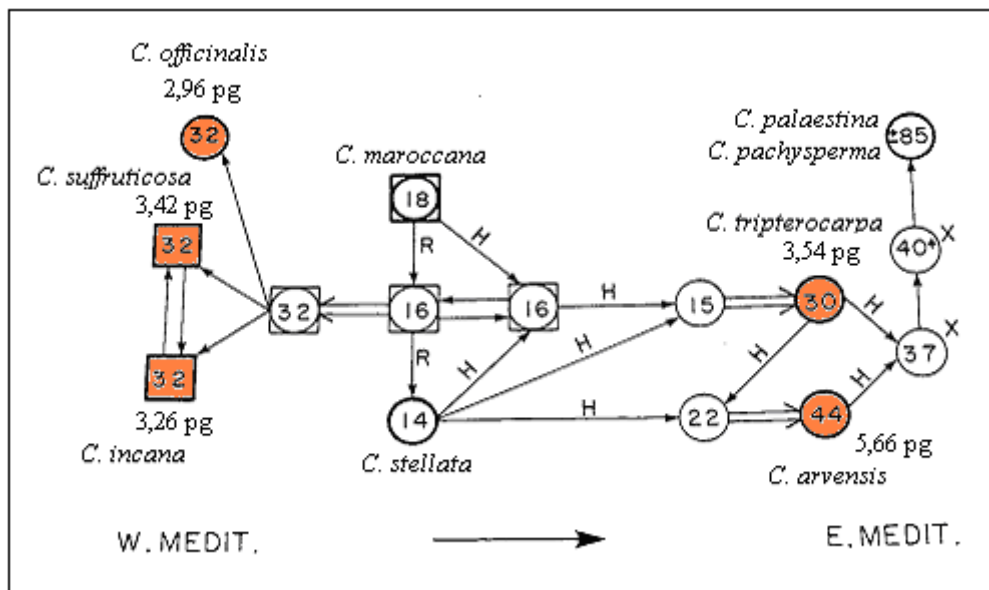 C. officinalis
2,96 pg
32
C. suffruticosa
3,42 pg
32
C. maroccana
18
R
H
C. palaestina
C. pachysperma
±85
C. tripterocarpa
3,54 pg
40± X
32
16
16
H
15
30
H
37 X
R
H
H
H
H
32
3,26 pg
C. incana
14
C. stellata
H
22
44
5,66 pg
C. arvensis
W. MEDIT.
E. MEDIT.